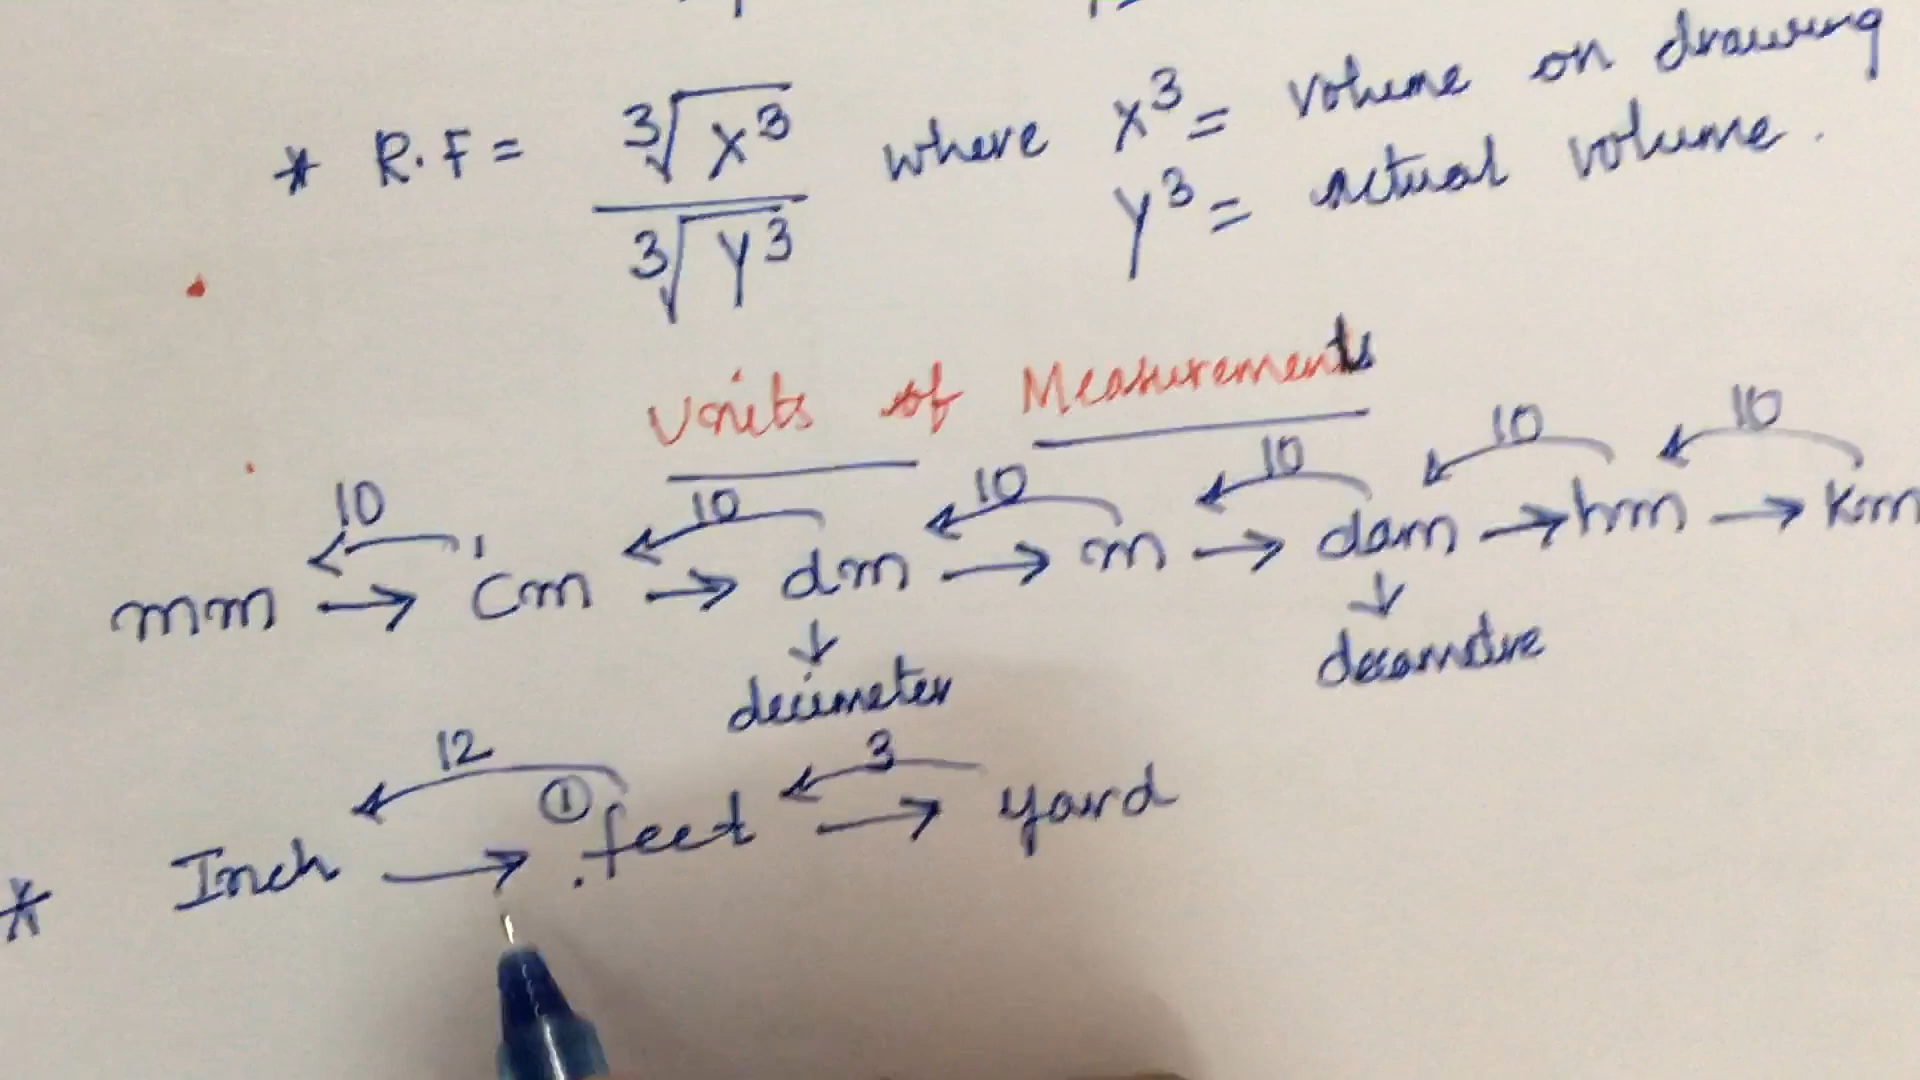 * R.F = ∛x³ / ∛y³ where x³ = volume on drawing
y³ = actual volume.
Units of Measurements
10 10 10 10 10 10
mm → cm → dm → m → dam → hm → km
↓ ↓
decimeter decametre
12 3
* Inch → ① feet → yard